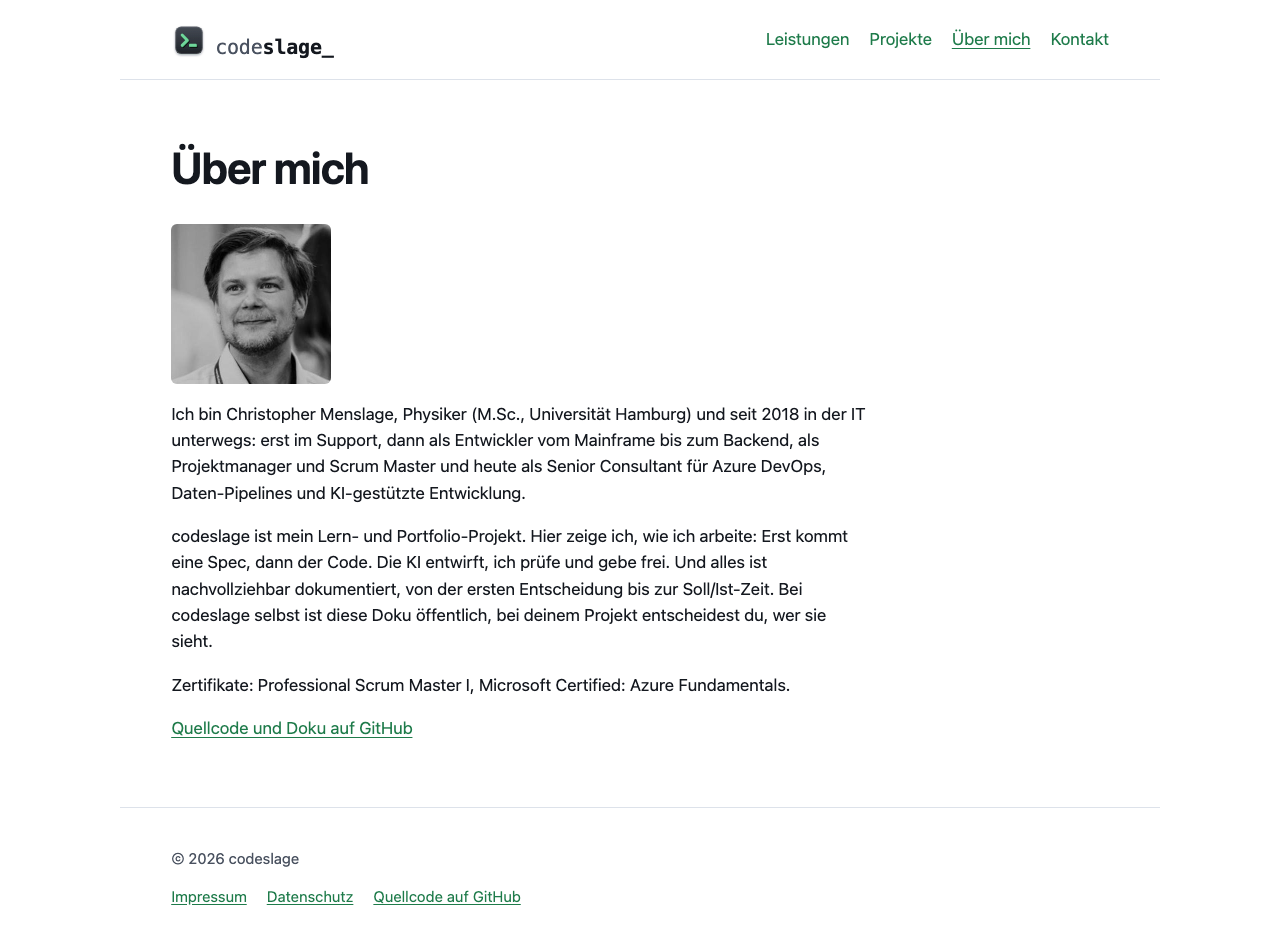 codeslage_
Leistungen Projekte Über mich Kontakt
Über mich
Ich bin Christopher Menslage, Physiker (M.Sc., Universität Hamburg) und seit 2018 in der IT
unterwegs: erst im Support, dann als Entwickler vom Mainframe bis zum Backend, als
Projektmanager und Scrum Master und heute als Senior Consultant für Azure DevOps,
Daten-Pipelines und KI-gestützte Entwicklung.
codeslage ist mein Lern- und Portfolio-Projekt. Hier zeige ich, wie ich arbeite: Erst kommt
eine Spec, dann der Code. Die KI entwirft, ich prüfe und gebe frei. Und alles ist
nachvollziehbar dokumentiert, von der ersten Entscheidung bis zur Soll/Ist-Zeit. Bei
codeslage selbst ist diese Doku öffentlich, bei deinem Projekt entscheidest du, wer sie
sieht.
Zertifikate: Professional Scrum Master I, Microsoft Certified: Azure Fundamentals.
Quellcode und Doku auf GitHub
© 2026 codeslage
Impressum Datenschutz Quellcode auf GitHub